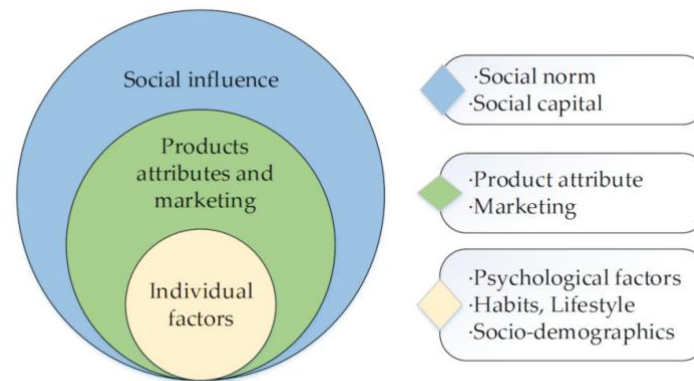 Social influence
Products
attributes and
marketing
Individual
factors
·Social norm
·Social capital
·Product attribute
·Marketing
·Psychological factors
·Habits, Lifestyle
·Socio-demographics